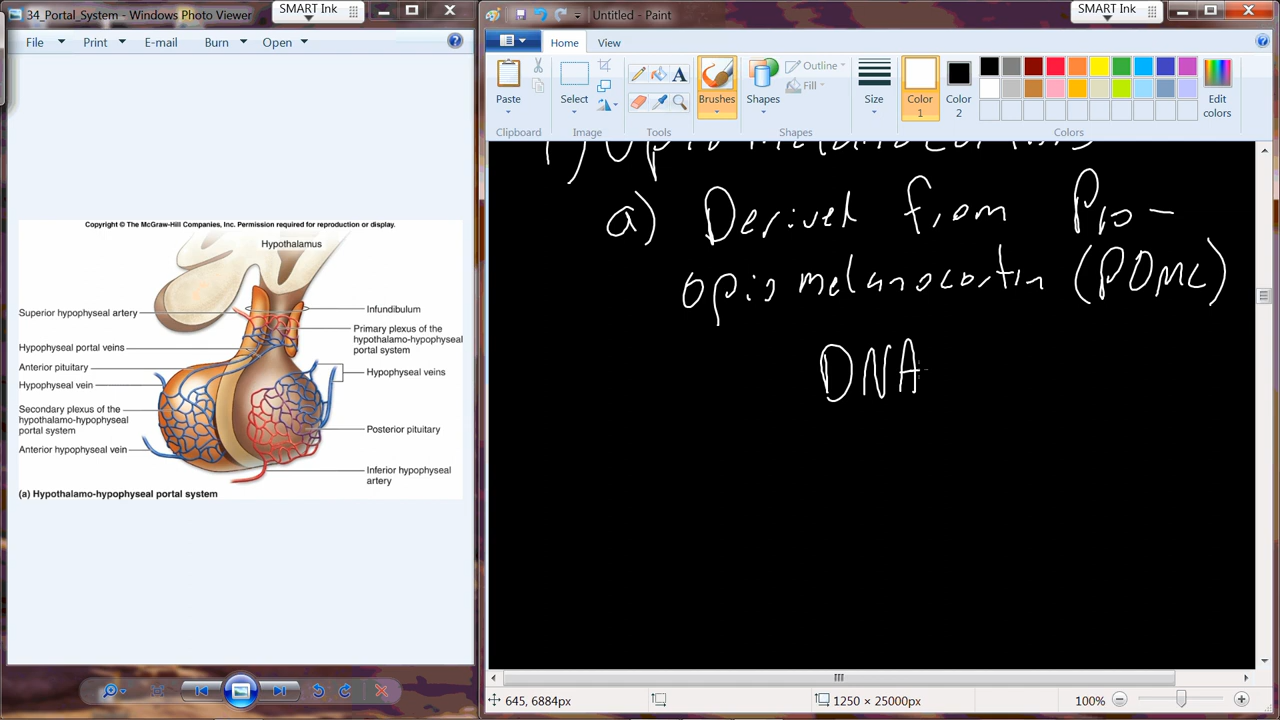 34_Portal_System - Windows Photo Viewer
SMART Ink
File Print E-mail Burn Open
Copyright © The McGraw-Hill Companies, Inc. Permission required for reproduction or display.
Hypothalamus
Superior hypophyseal artery
Hypophyseal portal veins
Anterior pituitary
Hypophyseal vein
Secondary plexus of the
hypothalamo-hypophyseal
portal system
Anterior hypophyseal vein
Infundibulum
Primary plexus of the
hypothalamo-hypophyseal
portal system
Hypophyseal veins
Posterior pituitary
Inferior hypophyseal
artery
(a) Hypothalamo-hypophyseal portal system
Untitled - Paint
SMART Ink
Home View
Paste
Clipboard
Select
Image
A
Tools
Brushes
Shapes
Outline
Fill
Shapes
Size
Color
1
Color
2
Edit
colors
Colors
a) Derived from Pro-
opiomelanocortin (POMC)
DNA
645, 6884px
1250 × 25000px
100%